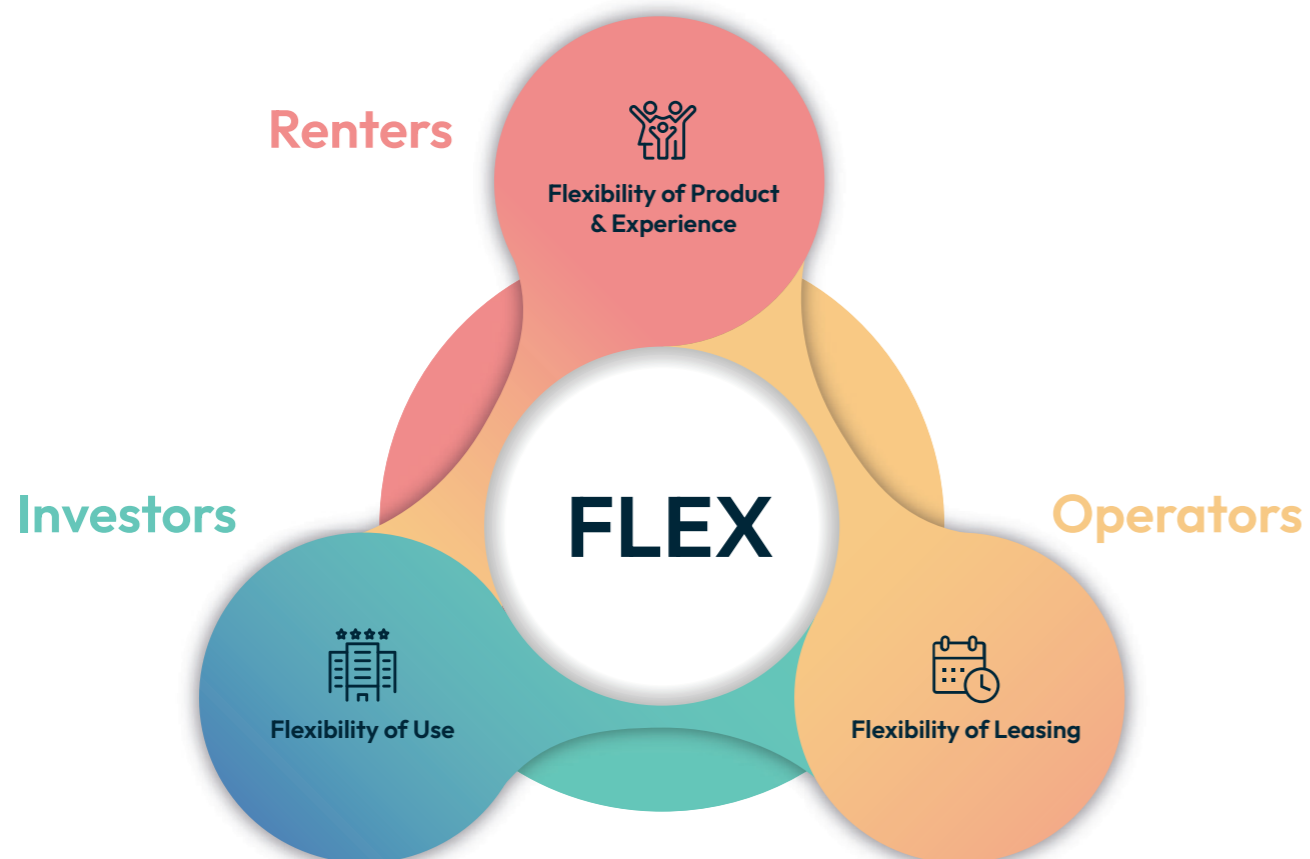 Renters
Flexibility of Product
& Experience
Investors
FLEX
Operators
Flexibility of Use
Flexibility of Leasing